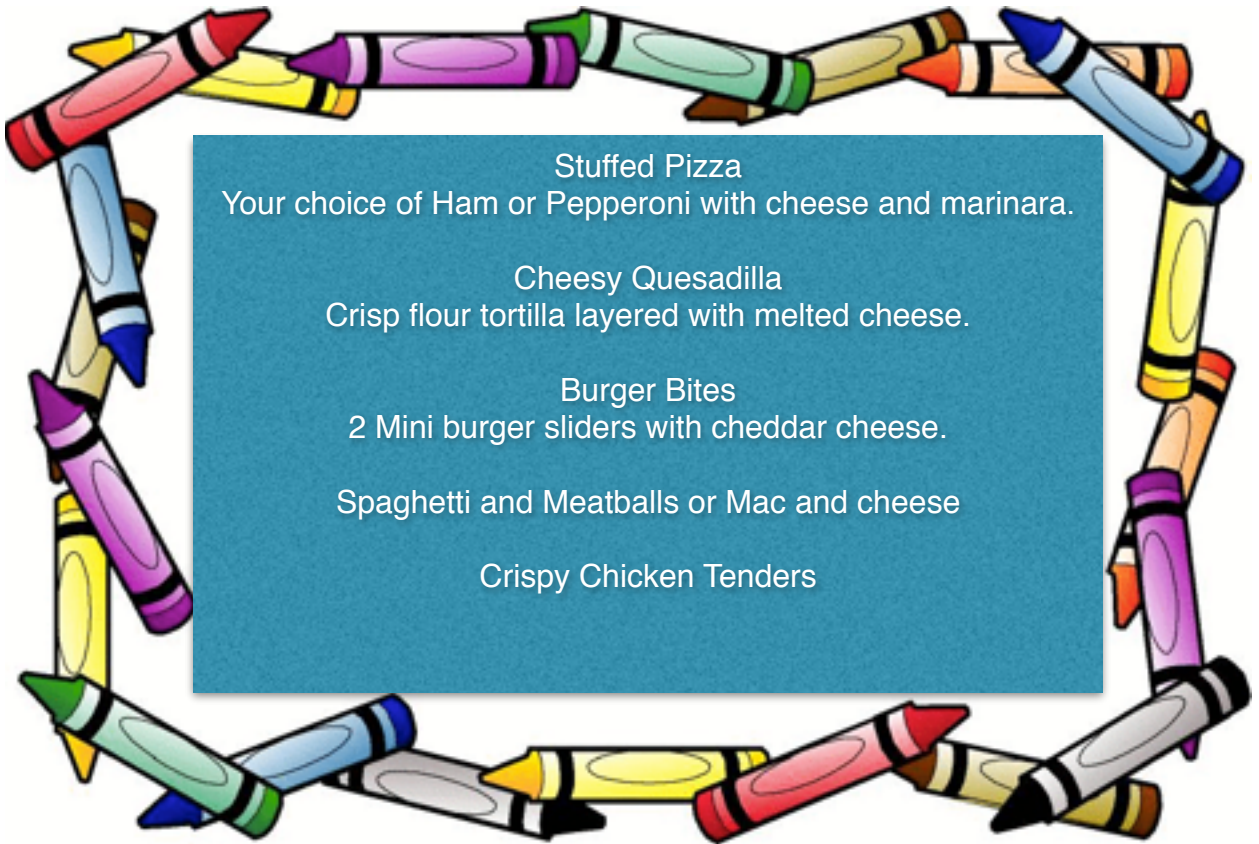 Stuffed Pizza
Your choice of Ham or Pepperoni with cheese and marinara.
Cheesy Quesadilla
Crisp flour tortilla layered with melted cheese.
Burger Bites
2 Mini burger sliders with cheddar cheese.
Spaghetti and Meatballs or Mac and cheese
Crispy Chicken Tenders